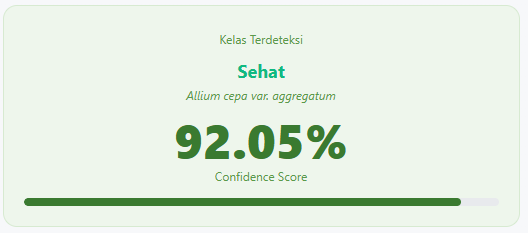 Kelas Terdeteksi
Sehat
Allium cepa var. aggregatum
92.05%
Confidence Score